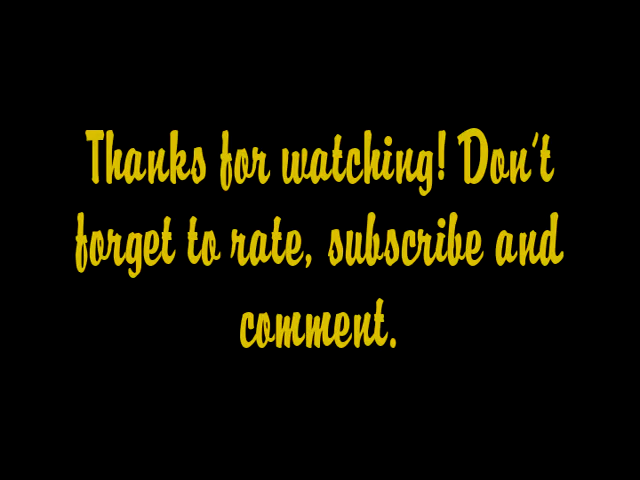 Thanks for watching! Don't
forget to rate, subscribe and
comment.